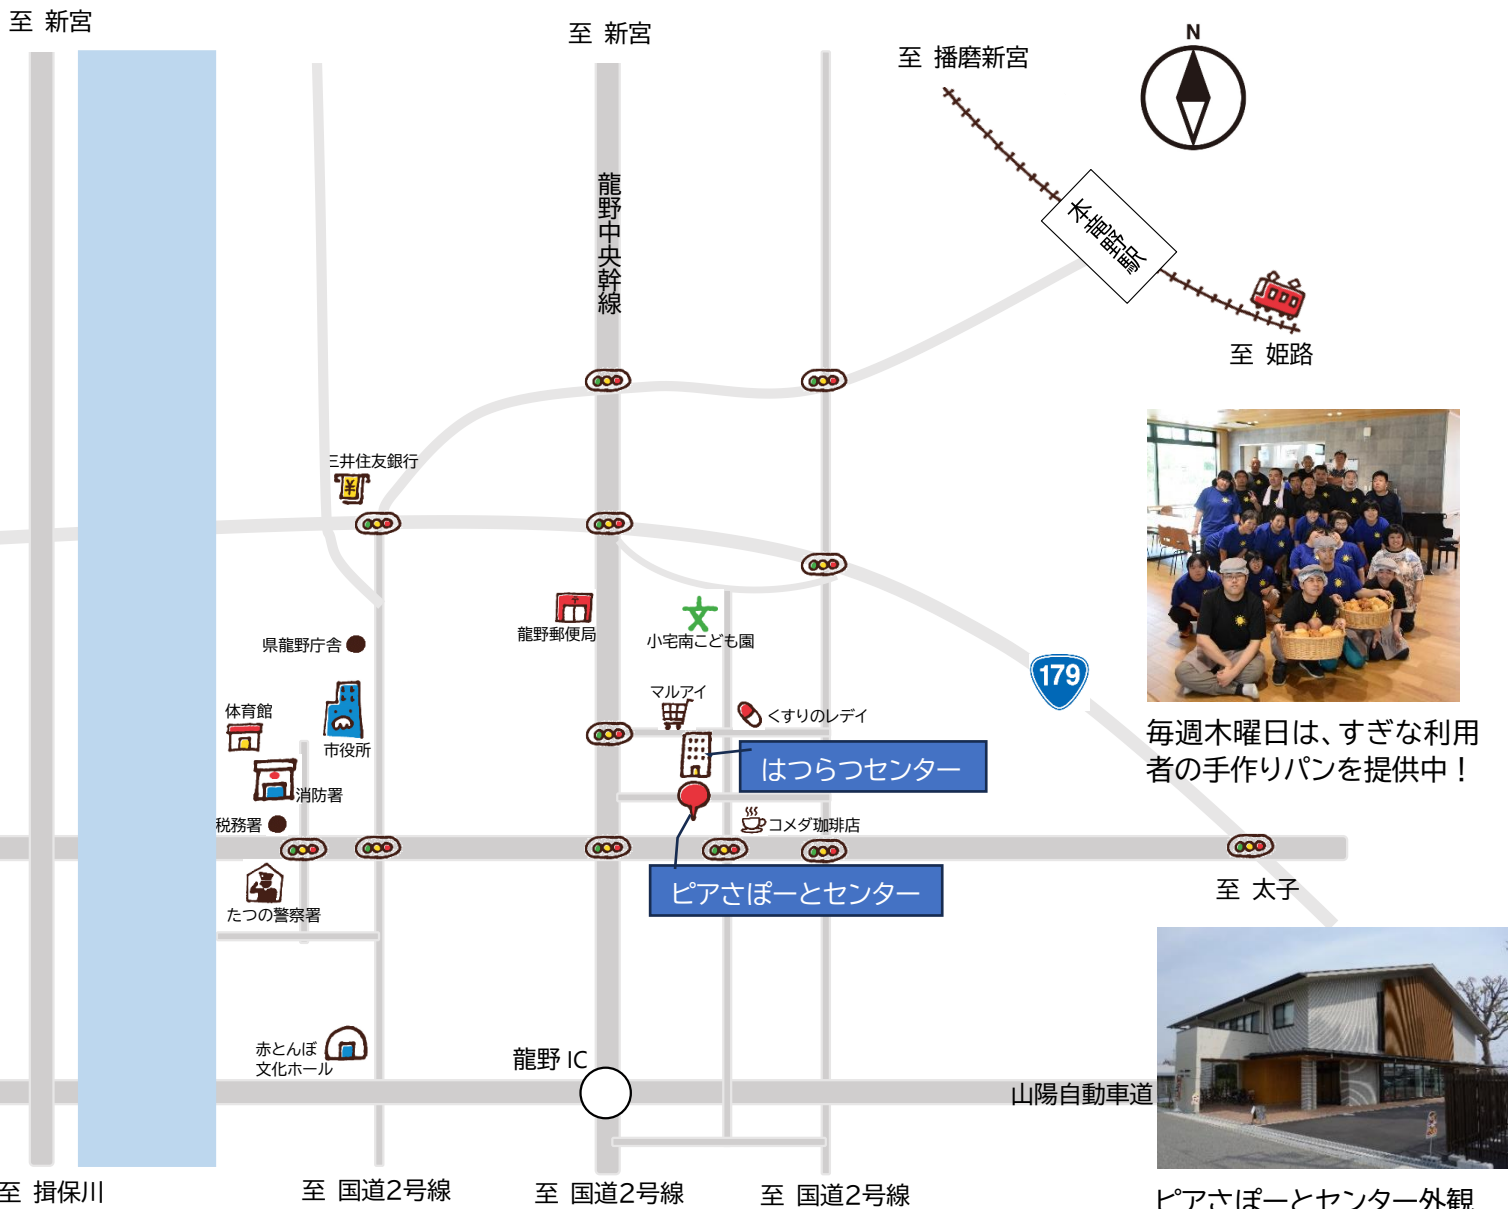 至 新宮
至 新宮
至 播磨新宮
N
龍野中央幹線
本竜野駅
至 姫路
三井住友銀行
龍野郵便局
小宅南こども園
県龍野庁舎
179
体育館
市役所
マルアイ
くすりのレデイ
毎週木曜日は、すぎな利用
者の手作りパンを提供中！
はつらつセンター
消防署
税務署
コメダ珈琲店
ピアさぽーとセンター
至 太子
たつの警察署
赤とんぼ
文化ホール
龍野 IC
山陽自動車道
至 揖保川
至 国道2号線
至 国道2号線
至 国道2号線
ピアさぽーとセンター外観